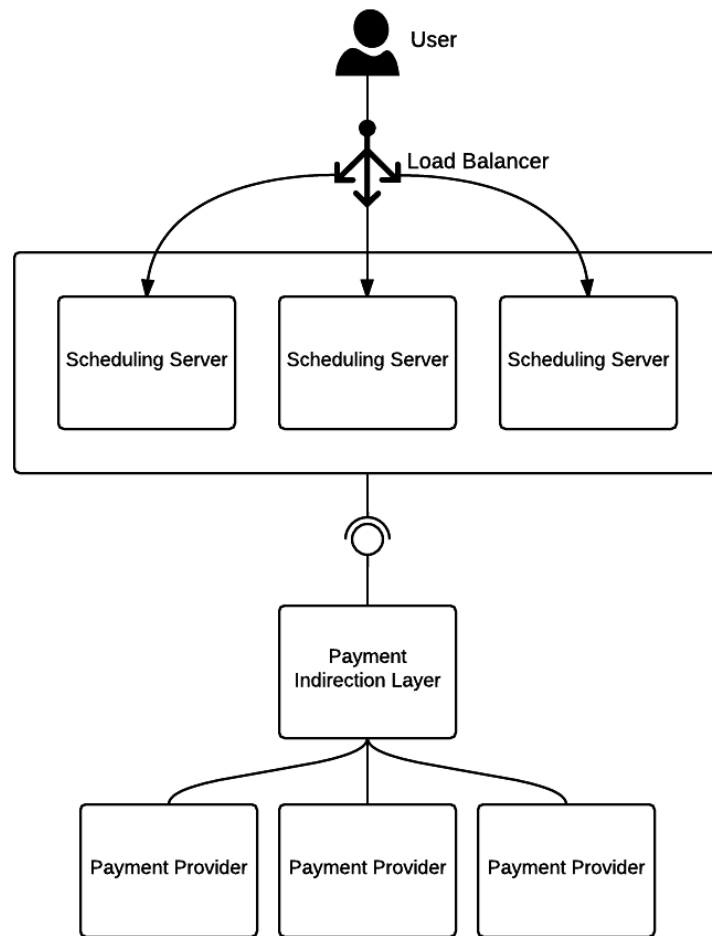 User
Load Balancer
Scheduling Server
Scheduling Server
Scheduling Server
Payment
Indirection Layer
Payment Provider
Payment Provider
Payment Provider